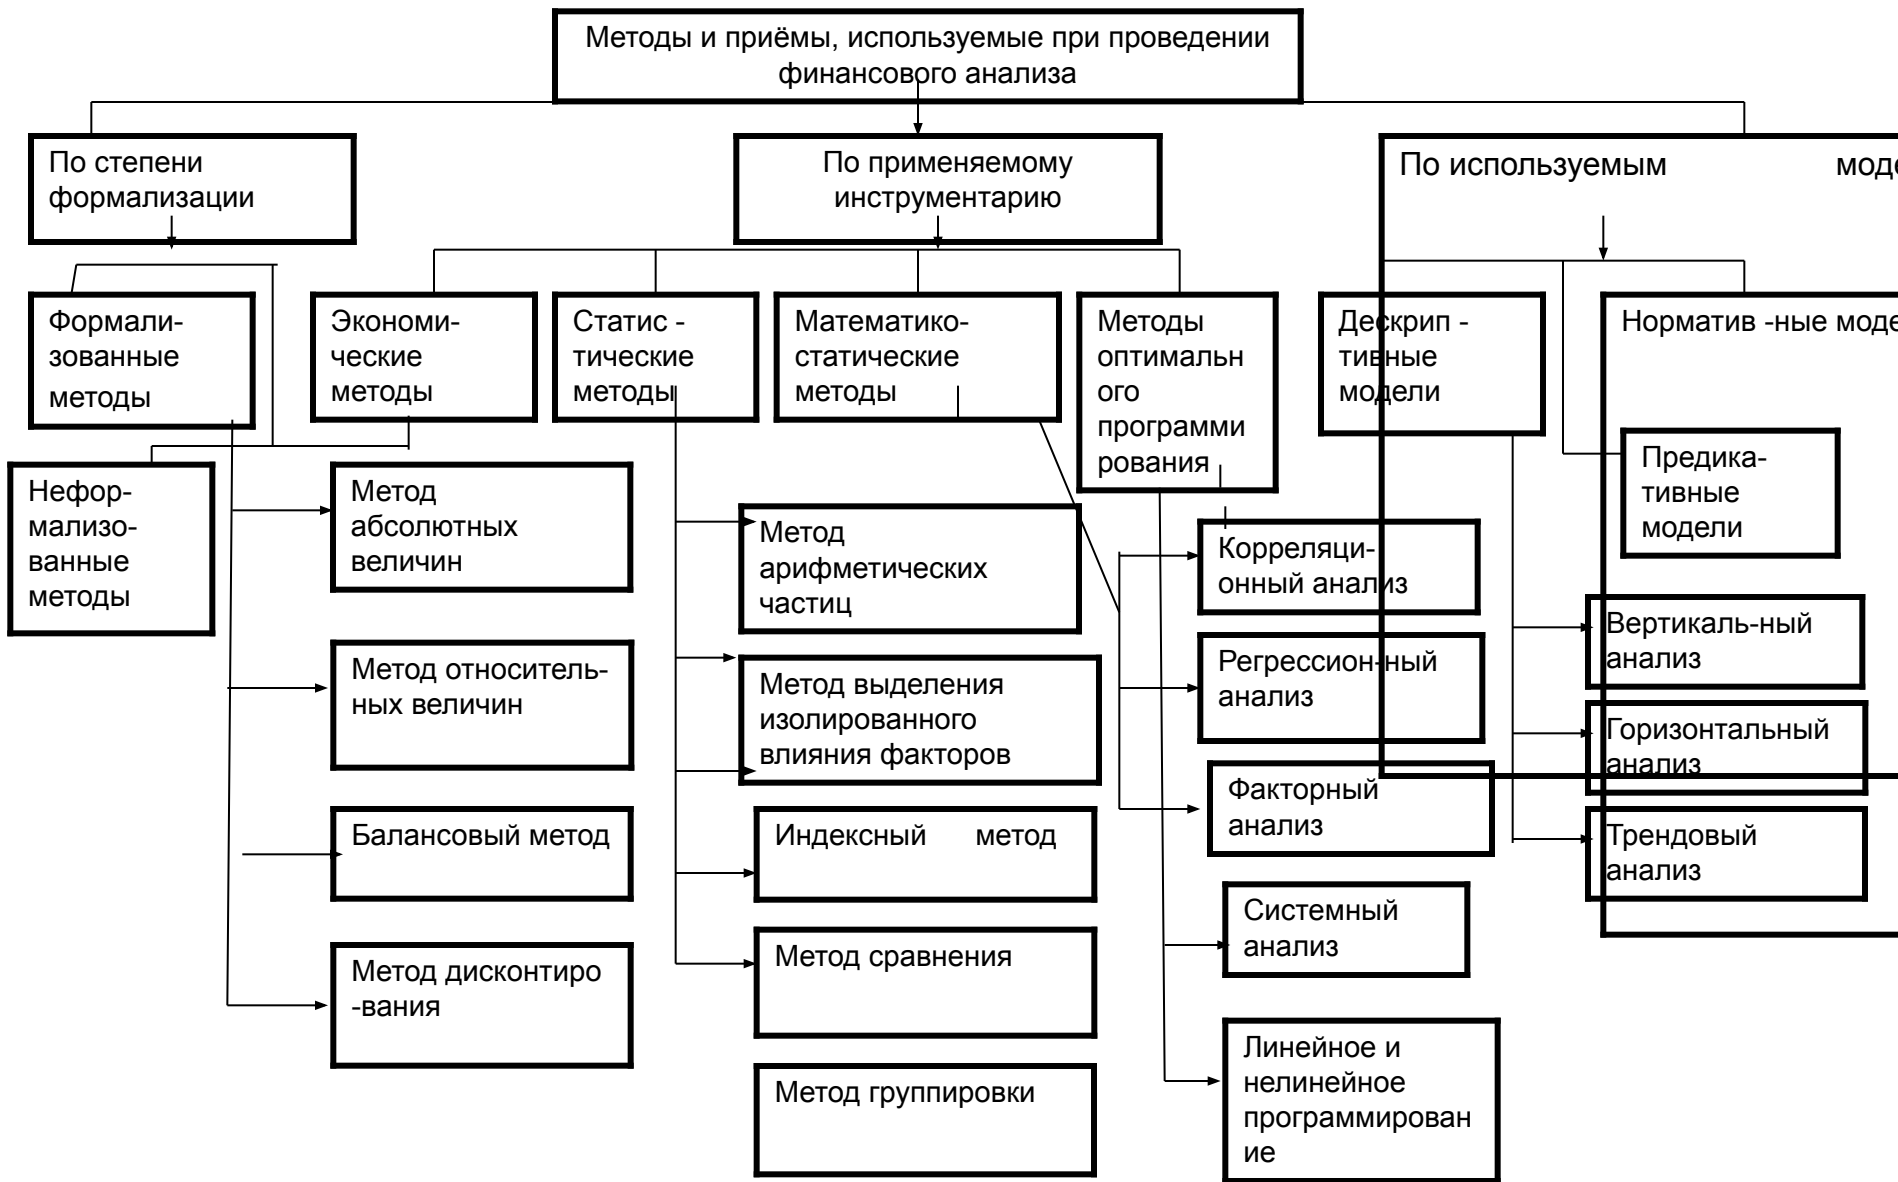 Методы и приёмы, используемые при проведении
финансового анализа
По степени
формализации
По применяемому
инструментарию
По используемым
Формали-
зованные
методы
Экономи-
ческие
методы
Статис -
тические
методы
Математико-
статические
методы
Методы
оптимальн
ого
программи
рования
Дескрип -
тивные
модели
Норматив -ные
Нефор-
мализо-
ванные
методы
Метод
абсолютных
величин
Метод
арифметических
частиц
Корреляци-
онный анализ
Предика-
тивные
модели
Метод относитель-
ных величин
Метод выделения
изолированного
влияния факторов
Регрессион-ный
анализ
Вертикаль-ный
анализ
Горизонтальный
анализ
Балансовый метод
Индексный метод
Факторный
анализ
Трендовый
анализ
Метод дисконтиро
-вания
Метод сравнения
Системный
анализ
Метод группировки
Линейное и
нелинейное
программирован
ие